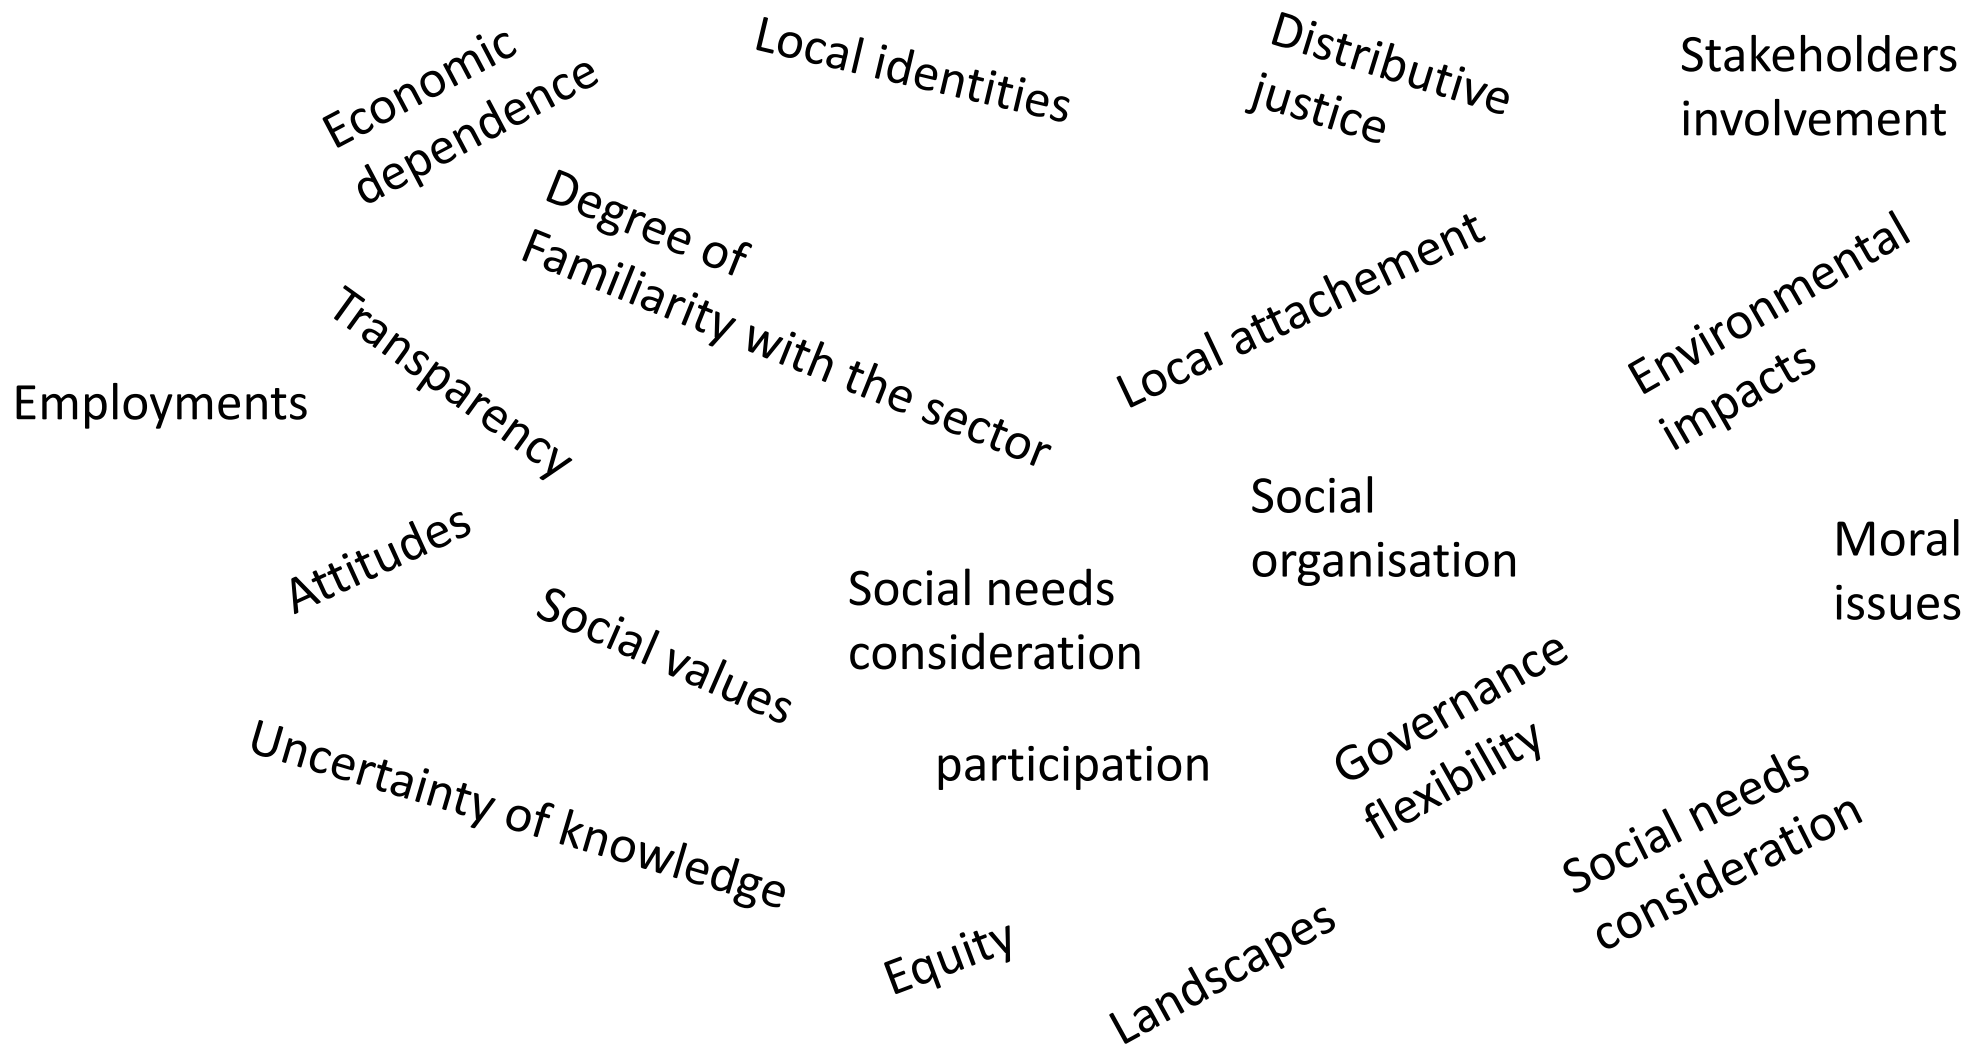 Economic
dependence
Local identities
Distributive
justice
Stakeholders
involvement
Degree of
Familiarity with the sector
Local attachement
Environmental
impacts
Transparency
Employments
Social
organisation
Moral
issues
Attitudes
Social values
Social needs
consideration
Governance
flexibility
Uncertainty of knowledge
participation
Social needs
consideration
Equity
Landscapes